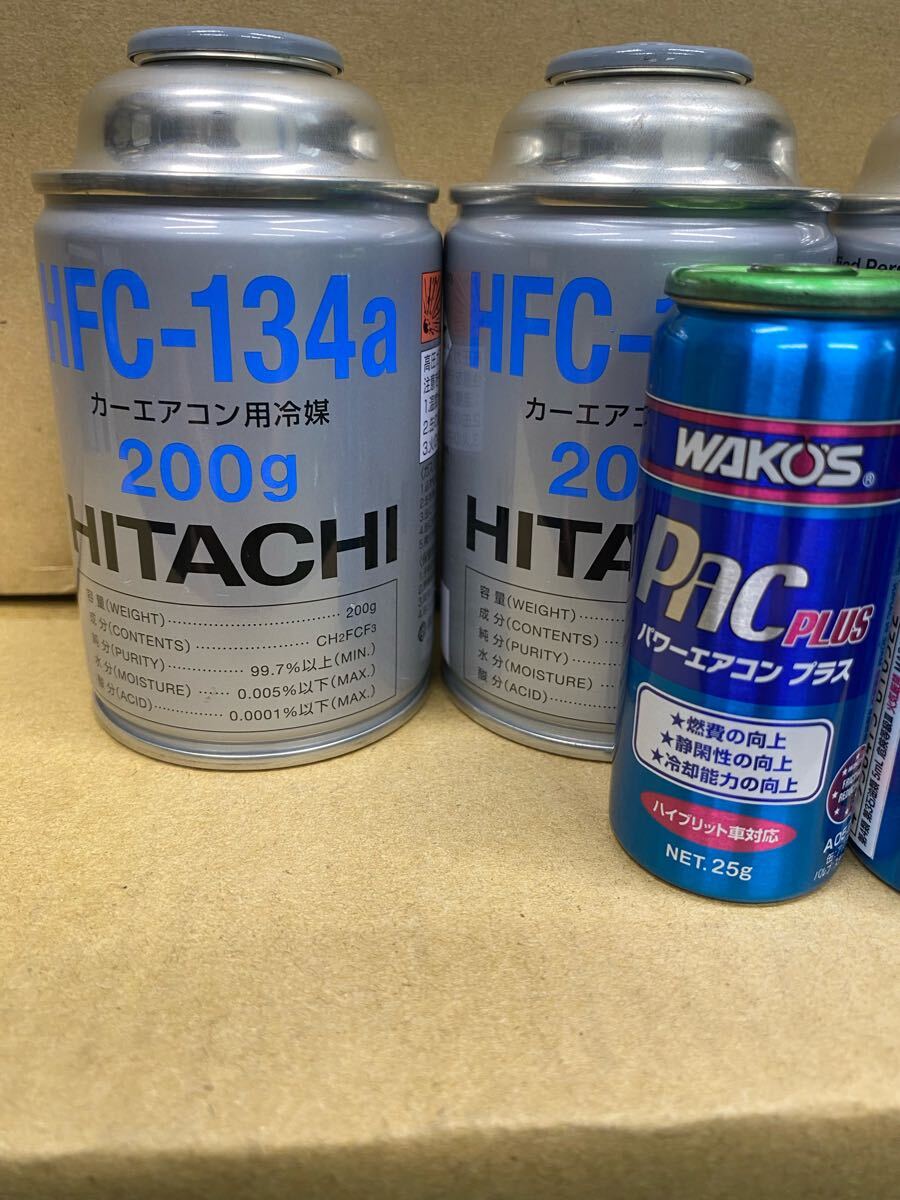 HFC-134a
カーエアコン用冷媒
200g
HITACHI
容量(WEIGHT) 200g
成分(CONTENTS) CH2FCF3
純分(PURITY) 99.7%以上(MIN.)
水分(MOISTURE) 0.005%以下(MAX.)
酸分(ACID) 0.0001%以下(MAX.)
HFC-
カーエアコ
20
HITA
容量(WEIGHT)
成分(CONTENTS)
純分(PURITY)
水分(MOISTURE)
酸分(ACID)
WAKO'S®
PAC PLUS
パワーエアコン プラス
★燃費の向上
★静閑性の向上
★冷却能力の向上
ハイブリット車対応
NET.25g